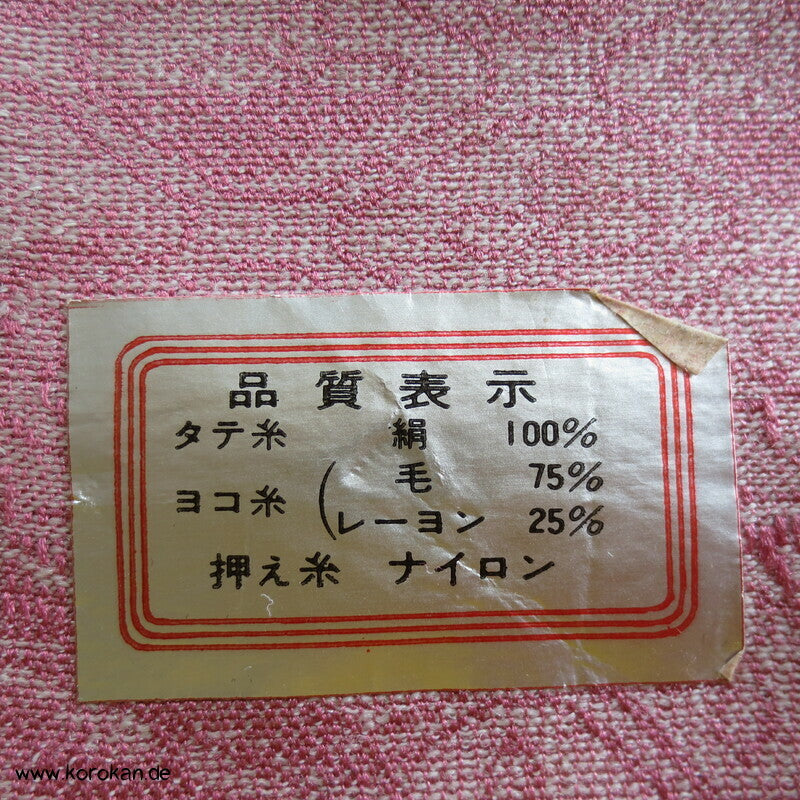 品質表示
タテ糸 絹 100%
ヨコ糸 ( 毛 75%
レーヨン 25%
押え糸 ナイロン
www.korokan.de